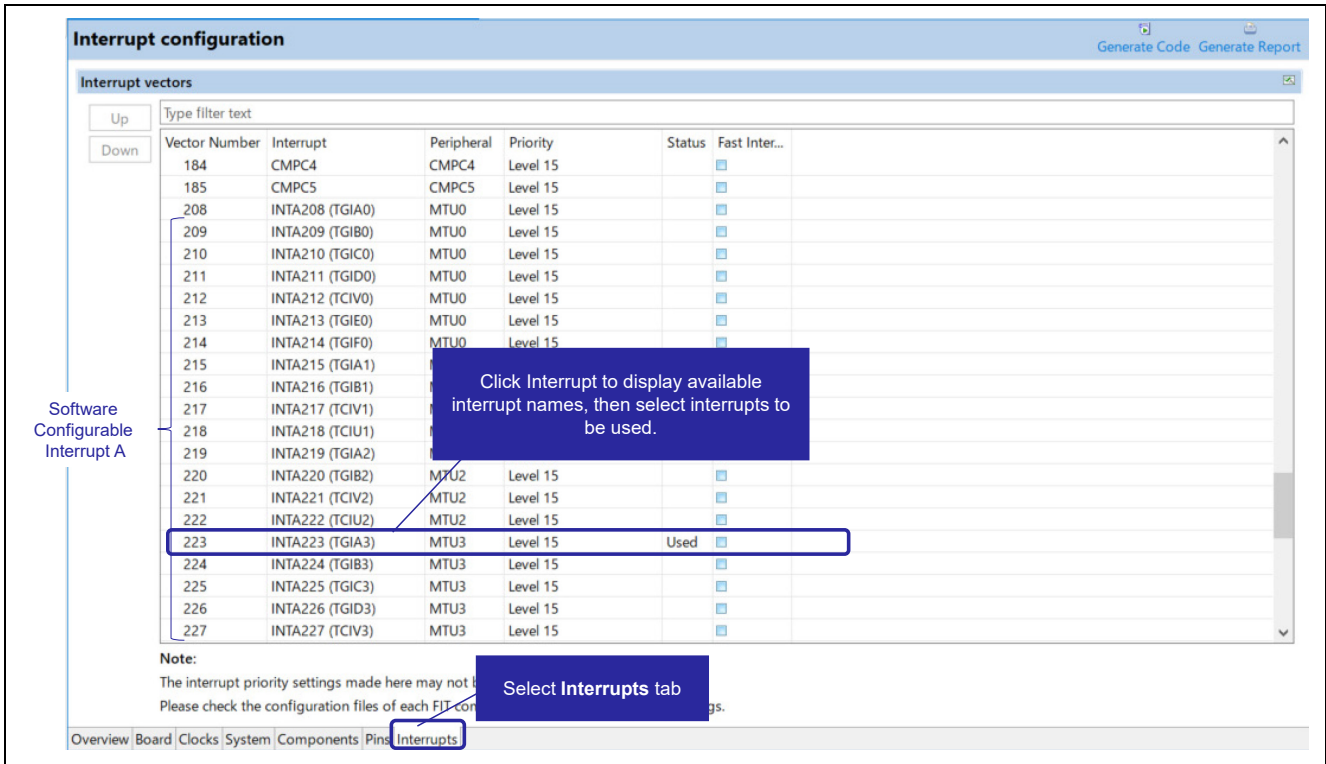 Interrupt configuration
Generate Code Generate Report
Interrupt vectors
Up
Down
Type filter text
Vector Number Interrupt Peripheral Priority Status Fast Inter...
184 CMPC4 CMPC4 Level 15
185 CMPC5 CMPC5 Level 15
208 INTA208 (TGIA0) MTU0 Level 15
209 INTA209 (TGIB0) MTU0 Level 15
210 INTA210 (TGIC0) MTU0 Level 15
211 INTA211 (TGID0) MTU0 Level 15
212 INTA212 (TCIV0) MTU0 Level 15
213 INTA213 (TGIE0) MTU0 Level 15
214 INTA214 (TGIF0) MTU0 Level 15
215 INTA215 (TGIA1)
216 INTA216 (TGIB1)
217 INTA217 (TCIV1)
218 INTA218 (TCIU1)
219 INTA219 (TGIA2)
220 INTA220 (TGIB2) MTU2 Level 15
221 INTA221 (TCIV2) MTU2 Level 15
222 INTA222 (TCIU2) MTU2 Level 15
223 INTA223 (TGIA3) MTU3 Level 15 Used
224 INTA224 (TGIB3) MTU3 Level 15
225 INTA225 (TGIC3) MTU3 Level 15
226 INTA226 (TGID3) MTU3 Level 15
227 INTA227 (TCIV3) MTU3 Level 15
Software
Configurable
Interrupt A
Click Interrupt to display available
interrupt names, then select interrupts to
be used.
Note:
The interrupt priority settings made here may not
Please check the configuration files of each FIT
Select Interrupts tab
Overview Board Clocks System Components Pins Interrupts